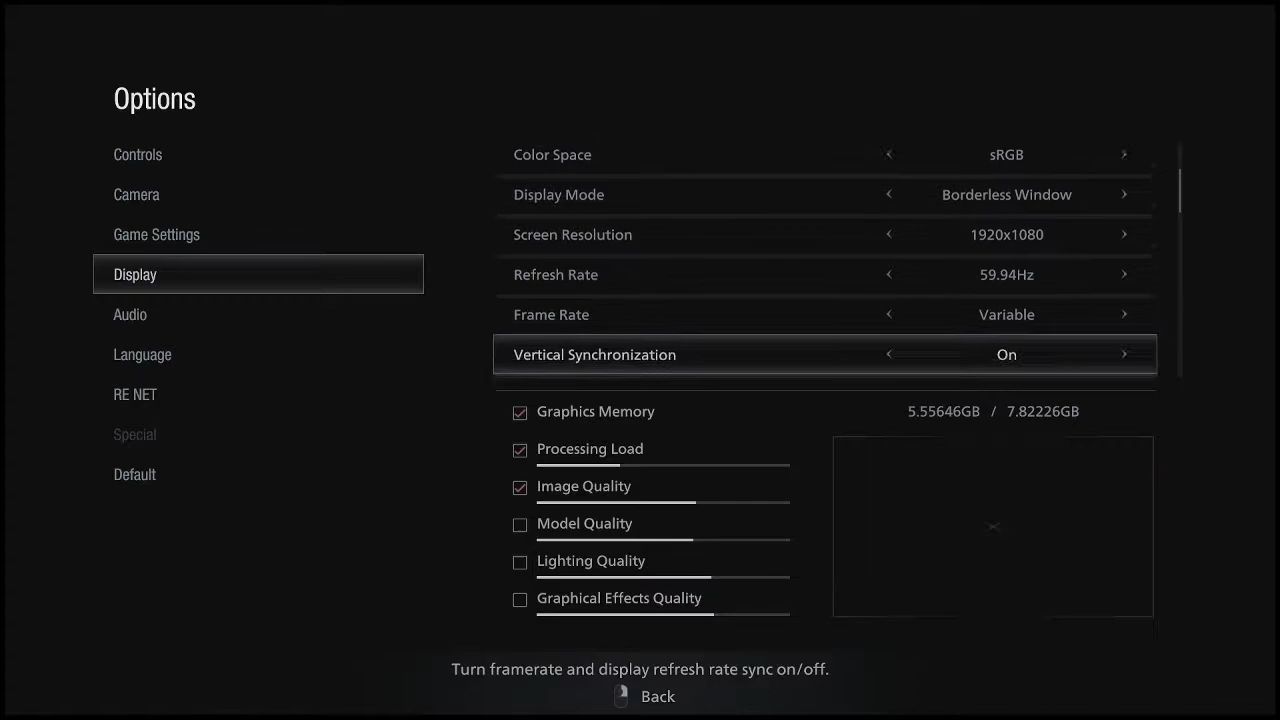 Options
Controls
Camera
Game Settings
Display
Audio
Language
RE NET
Special
Default
Color Space sRGB
Display Mode Borderless Window
Screen Resolution 1920x1080
Refresh Rate 59.94Hz
Frame Rate Variable
Vertical Synchronization On
Graphics Memory 5.55646GB / 7.82226GB
Processing Load
Image Quality
Model Quality
Lighting Quality
Graphical Effects Quality
Turn framerate and display refresh rate sync on/off.
Back